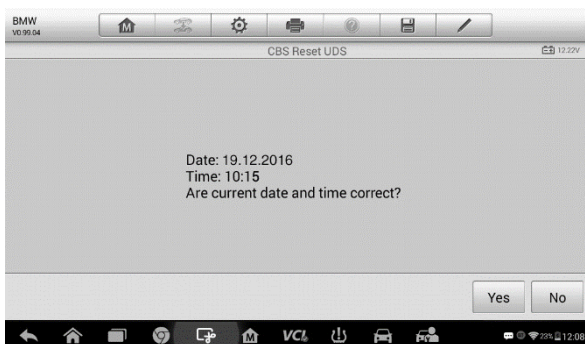 BMW
V0.99.04
CBS Reset UDS
12.22V
Date: 19.12.2016
Time: 10:15
Are current date and time correct?
Yes
No
VCI
23%
12:08